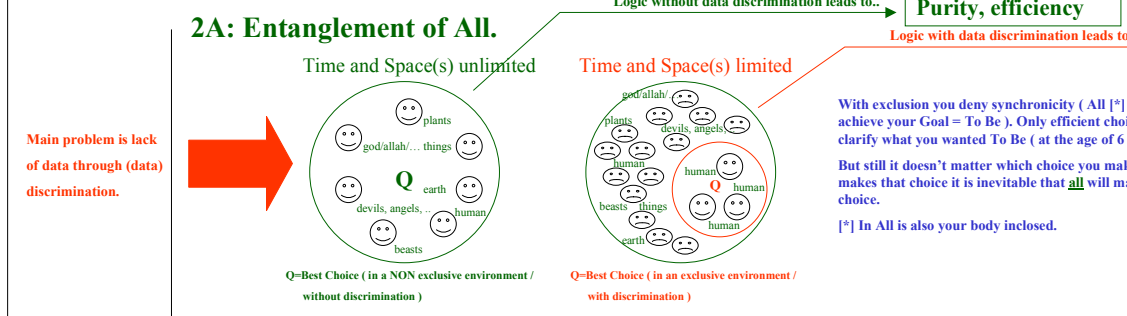 Logic without data discrimination leads to..
Purity, efficiency
2A: Entanglement of All.
Logic with data discrimination leads to
Time and Space(s) unlimited
Time and Space(s) limited
Main problem is lack
of data through (data)
discrimination.
plants
god/allah/… things
Q
earth
devils, angels, ..
human
beasts
god/allah/…
plants
devils, angels,
human
human
Q
human
beasts things
human
earth
With exclusion you deny synchronicity ( All [*]
achieve your Goal = To Be ). Only efficient
clarify what you wanted To Be ( at the age of 6
But still it doesn’t matter which choice you
makes that choice it is inevitable that all will
choice.
[*] In All is also your body inclosed.
Q=Best Choice ( in a NON exclusive environment /
without discrimination )
Q=Best Choice ( in an exclusive environment /
with discrimination )